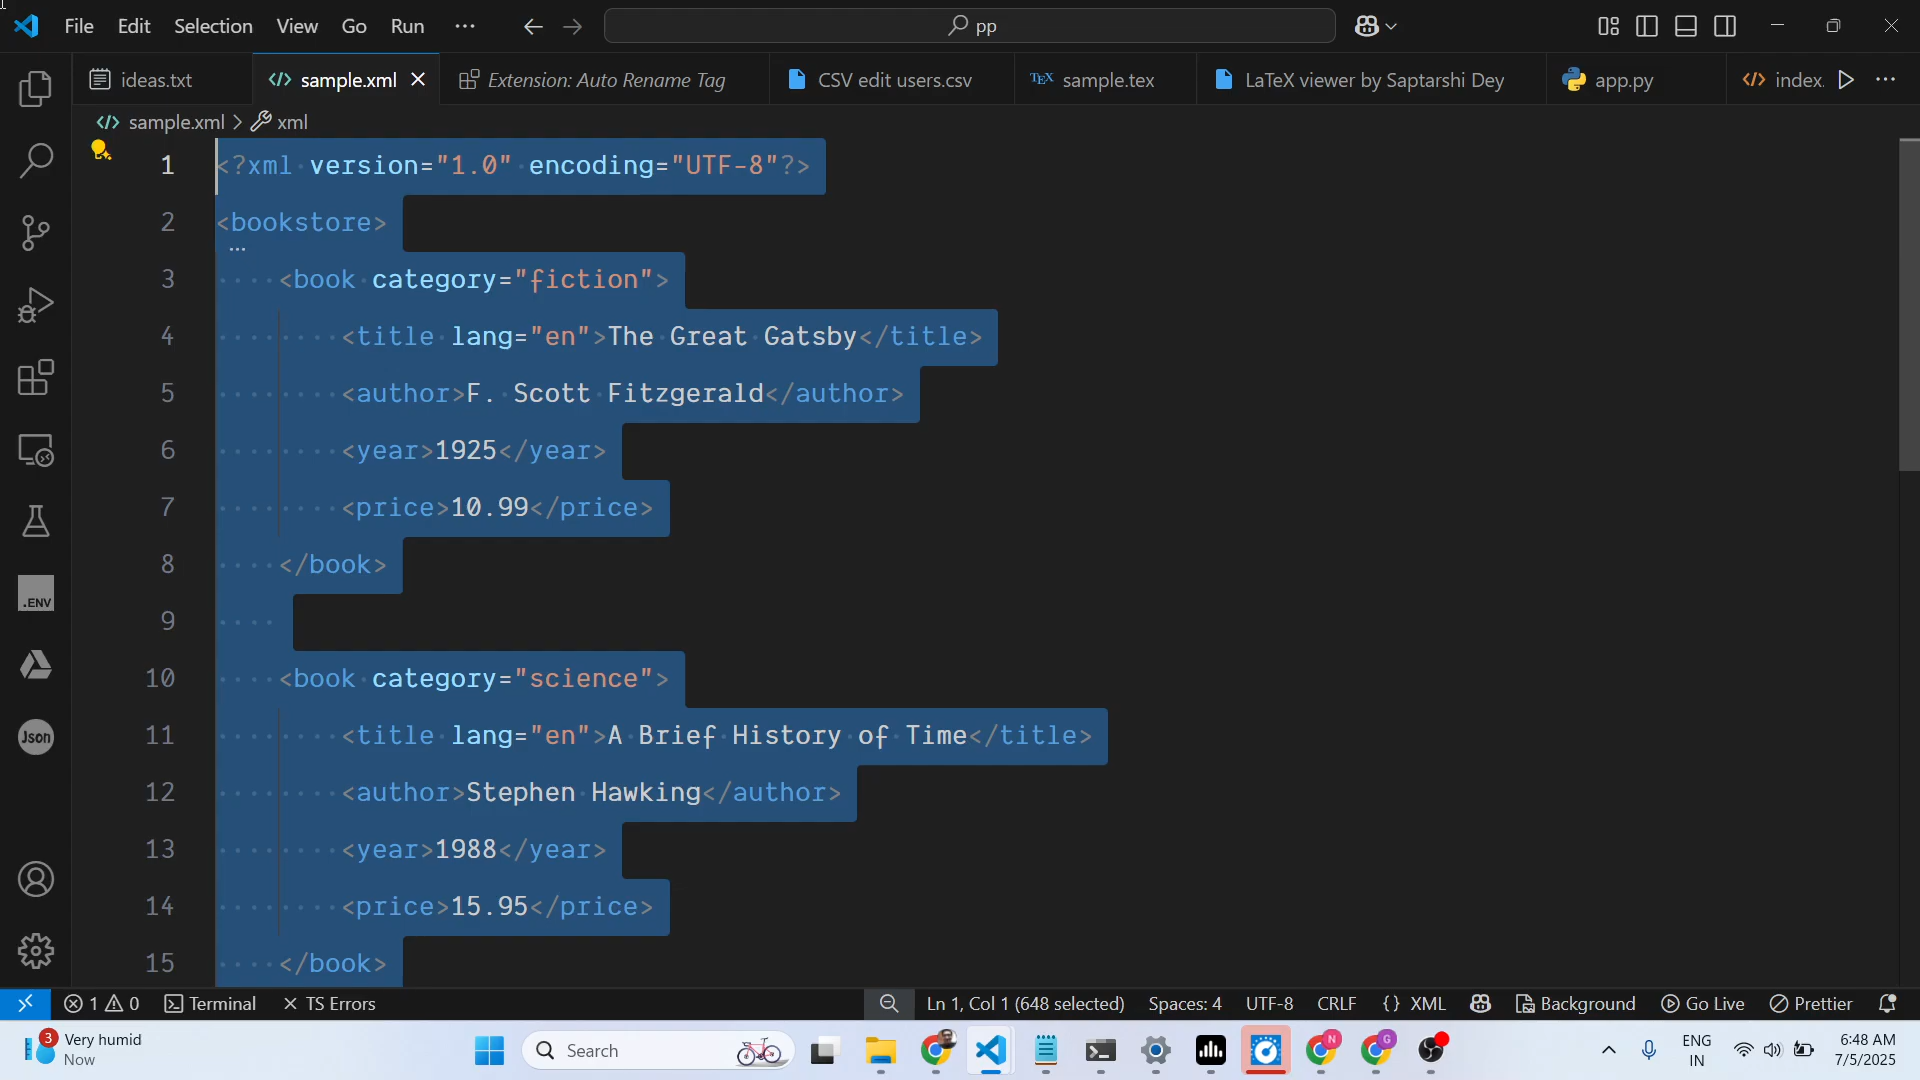 File Edit Selection View Go Run ··· pp
ideas.txt sample.xml Extension: Auto Rename Tag CSV edit users.csv TEX sample.tex LaTeX viewer by Saptarshi Dey app.py index.
sample.xml > xml
1 <?xml version="1.0" encoding="UTF-8"?>
2 <bookstore>
3 <book category="fiction">
4 <title lang="en">The Great Gatsby</title>
5 <author>F. Scott Fitzgerald</author>
6 <year>1925</year>
7 <price>10.99</price>
8 </book>
9
10 <book category="science">
11 <title lang="en">A Brief History of Time</title>
12 <author>Stephen Hawking</author>
13 <year>1988</year>
14 <price>15.95</price>
15 </book>
.ENV
Json
1 0 Terminal TS Errors Ln 1, Col 1 (648 selected) Spaces: 4 UTF-8 CRLF {} XML Background Go Live Prettier
3 Very humid
Now
Search
N
G
ENG
IN
6:48 AM
7/5/2025